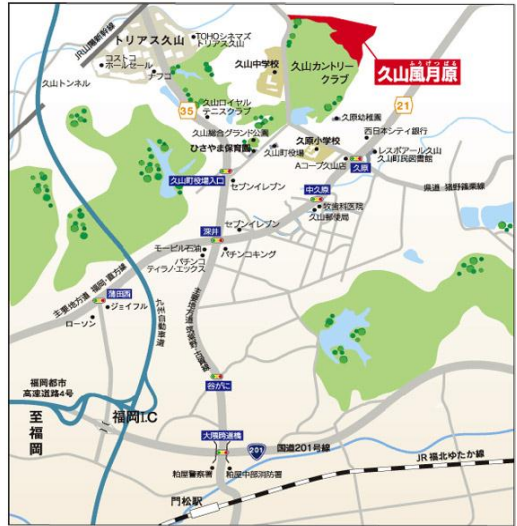 JR山陽新幹線
トリアス久山
TOHOシネマズ
トリアス久山
コストコ
ホールセール
ナフコ
久山トンネル
久山中学校
久山カントリー
クラブ
ふうげつばる
久山風月原
35
21
久山ロイヤル
テニスクラブ
久山総合グランド公園
ひさやま保育園
久山町役場
久原幼稚園
久原小学校
西日本シティ銀行
レスポアール久山
久山町民図書館
Aコープ久山店
久原
久山町役場入口
セブンイレブン
中久原
牧歯科医院
久山郵便局
県道 猪野篠栗線
セブンイレブン
深井
モービル石油
パチンコ
ティラノ・エックス
パチンコキング
主要地方道 福岡・直方線
蒲田西
ジョイフル
ローソン
九州自動車道
主要地方道 筑紫野・古賀線
谷がに
福岡都市
高速道路4号
至福岡
福岡I.C
大隈跨道橋
201
国道201号線
粕屋警察署
粕屋中部消防署
JR福北ゆたか線
門松駅